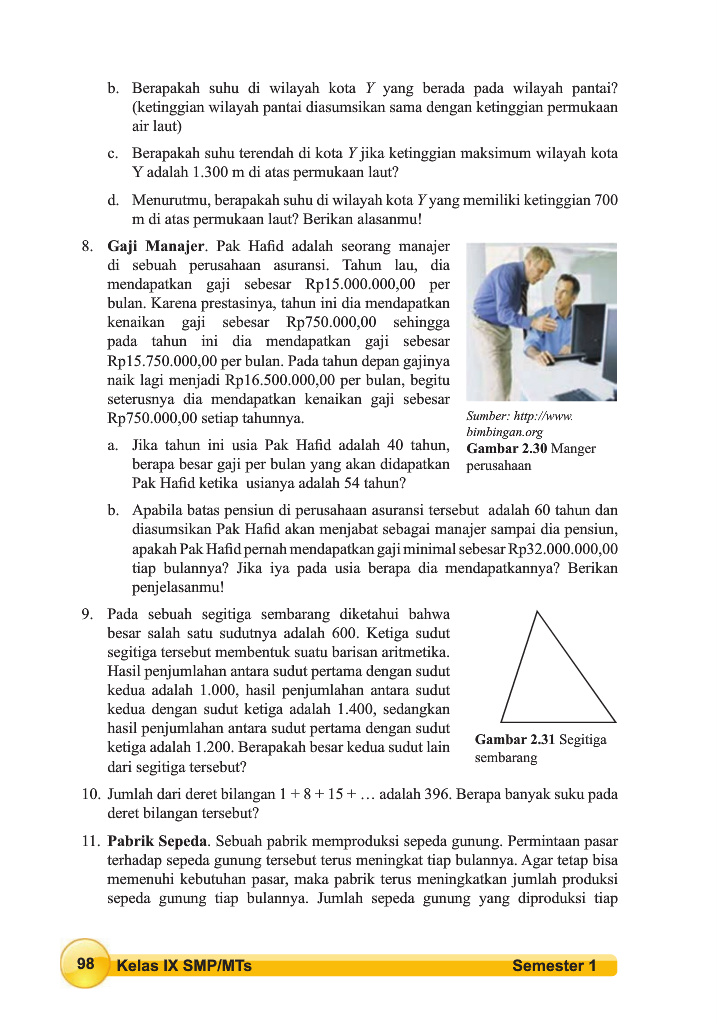 b. Berapakah suhu di wilayah kota Y yang berada pada wilayah pantai?
(ketinggian wilayah pantai diasumsikan sama dengan ketinggian permukaan
air laut)
c. Berapakah suhu terendah di kota Y jika ketinggian maksimum wilayah kota
Y adalah 1.300 m di atas permukaan laut?
d. Menurutmu, berapakah suhu di wilayah kota Y yang memiliki ketinggian 700
m di atas permukaan laut? Berikan alasanmu!
8. Gaji Manajer. Pak Hafid adalah seorang manajer
di sebuah perusahaan asuransi. Tahun lau, dia
mendapatkan gaji sebesar Rp15.000.000,00 per
bulan. Karena prestasinya, tahun ini dia mendapatkan
kenaikan gaji sebesar Rp750.000,00 sehingga
pada tahun ini dia mendapatkan gaji sebesar
Rp15.750.000,00 per bulan. Pada tahun depan gajinya
naik lagi menjadi Rp16.500.000,00 per bulan, begitu
seterusnya dia mendapatkan kenaikan gaji sebesar
Rp750.000,00 setiap tahunnya.
Sumber: http://www.
bimbingan.org
Gambar 2.30 Manger
perusahaan
a. Jika tahun ini usia Pak Hafid adalah 40 tahun,
berapa besar gaji per bulan yang akan didapatkan
Pak Hafid ketika usianya adalah 54 tahun?
b. Apabila batas pensiun di perusahaan asuransi tersebut adalah 60 tahun dan
diasumsikan Pak Hafid akan menjabat sebagai manajer sampai dia pensiun,
apakah Pak Hafid pernah mendapatkan gaji minimal sebesar Rp32.000.000,00
tiap bulannya? Jika iya pada usia berapa dia mendapatkannya? Berikan
penjelasanmu!
9. Pada sebuah segitiga sembarang diketahui bahwa
besar salah satu sudutnya adalah 600. Ketiga sudut
segitiga tersebut membentuk suatu barisan aritmetika.
Hasil penjumlahan antara sudut pertama dengan sudut
kedua adalah 1.000, hasil penjumlahan antara sudut
kedua dengan sudut ketiga adalah 1.400, sedangkan
hasil penjumlahan antara sudut pertama dengan sudut
ketiga adalah 1.200. Berapakah besar kedua sudut lain
dari segitiga tersebut?
Gambar 2.31 Segitiga
sembarang
10. Jumlah dari deret bilangan 1 + 8 + 15 + … adalah 396. Berapa banyak suku pada
deret bilangan tersebut?
11. Pabrik Sepeda. Sebuah pabrik memproduksi sepeda gunung. Permintaan pasar
terhadap sepeda gunung tersebut terus meningkat tiap bulannya. Agar tetap bisa
memenuhi kebutuhan pasar, maka pabrik terus meningkatkan jumlah produksi
sepeda gunung tiap bulannya. Jumlah sepeda gunung yang diproduksi tiap
98 Kelas IX SMP/MTs Semester 1